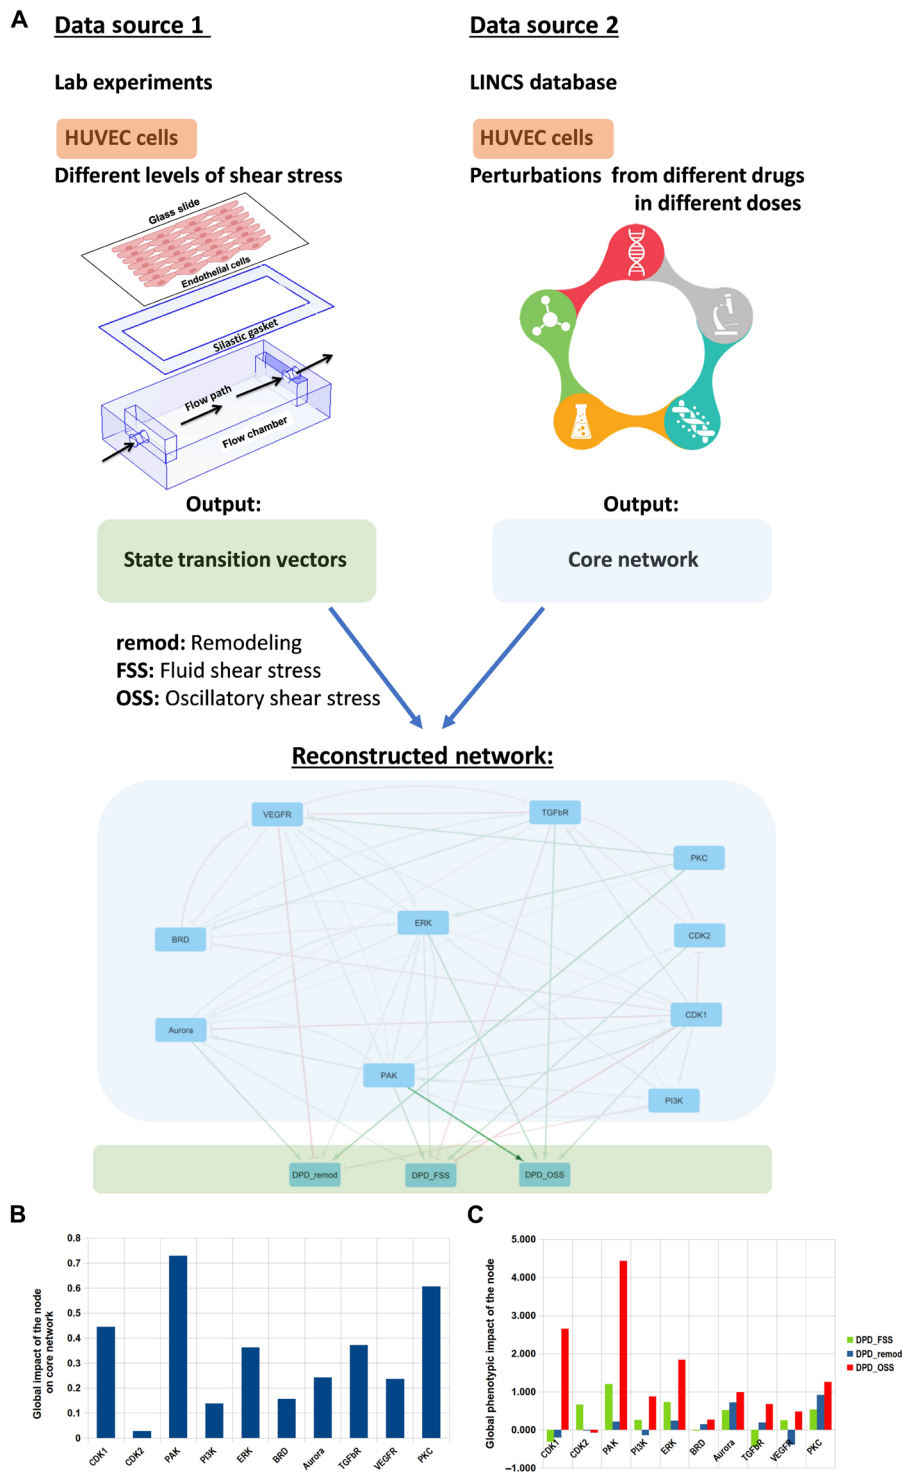 A
Data source 1
Data source 2
Lab experiments
LINCS database
HUVEC cells
HUVEC cells
Different levels of shear stress
Perturbations from different drugs
in different doses
Glass slide
Endothelial cells
Silastic gasket
Flow path
Flow chamber
Output:
Output:
State transition vectors
Core network
remod: Remodeling
FSS: Fluid shear stress
OSS: Oscillatory shear stress
Reconstructed network:
VEGFR
TGFbR
PKC
ERK
BRD
CDK2
Aurora
CDK1
PAK
PI3K
DPD_remod
DPD_FSS
DPD_OSS
B
Global impact of the node
on core network
0.8
0.7
0.6
0.5
0.4
0.3
0.2
0.1
0
CDK1
CDK2
PAK
PI3K
ERK
BRD
Aurora
TGFbR
VEGFR
PKC
C
Global phenotypic impact of the node
5.000
4.000
3.000
2.000
1.000
0.000
–1.000
CDK1
CDK2
PAK
PI3K
ERK
BRD
Aurora
TGFbR
VEGFR
PKC
DPD_FSS
DPD_remod
DPD_OSS